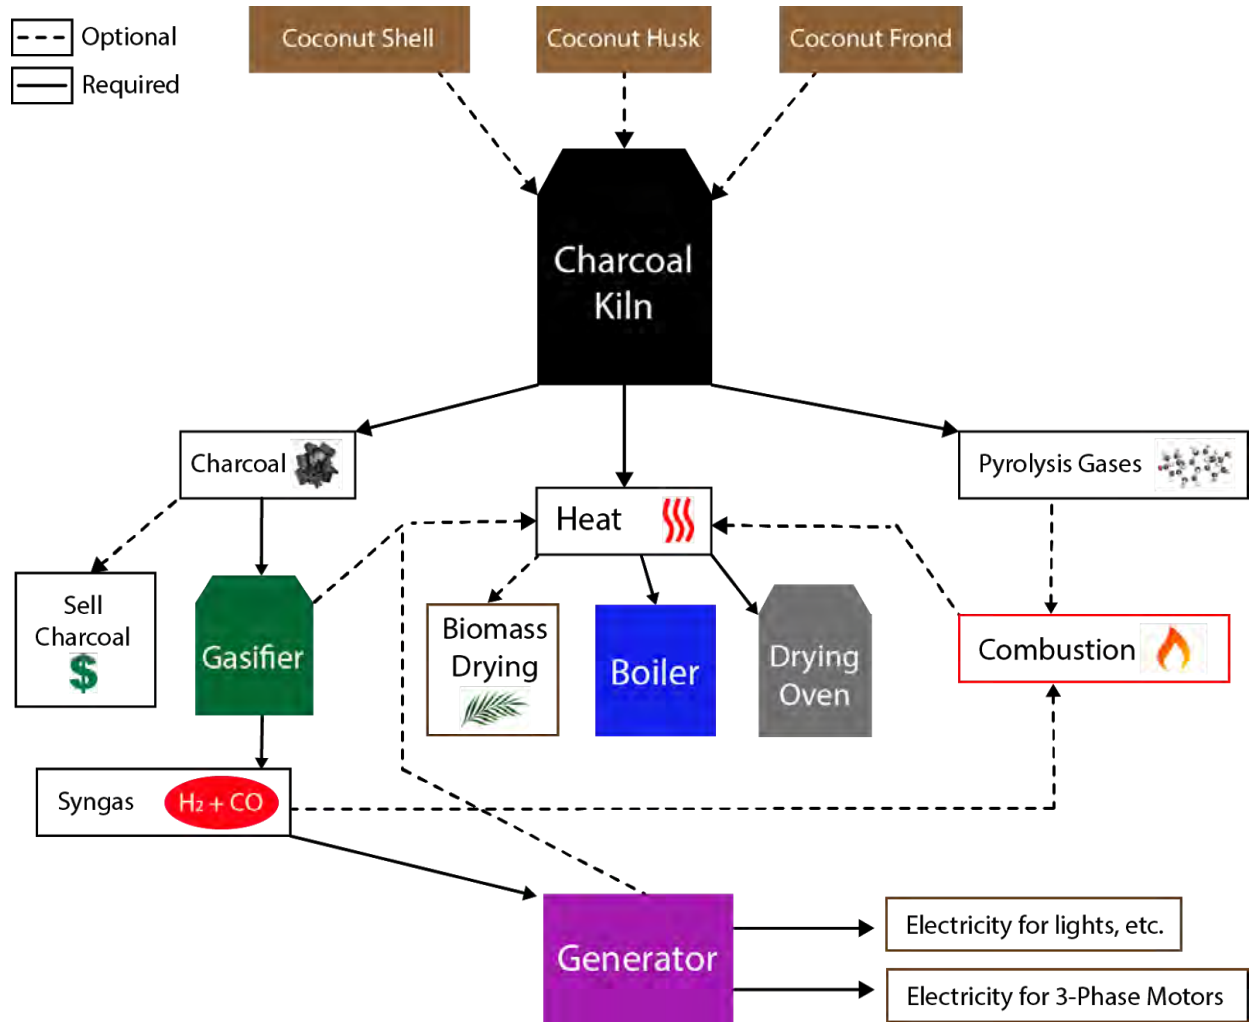 Optional
Required
Coconut Shell
Coconut Husk
Coconut Frond
Charcoal
Kiln
Charcoal
Heat
Pyrolysis Gases
Sell
Charcoal
$
Gasifier
Biomass
Drying
Boiler
Drying
Oven
Combustion
Syngas
H₂ + CO
Generator
Electricity for lights, etc.
Electricity for 3-Phase Motors